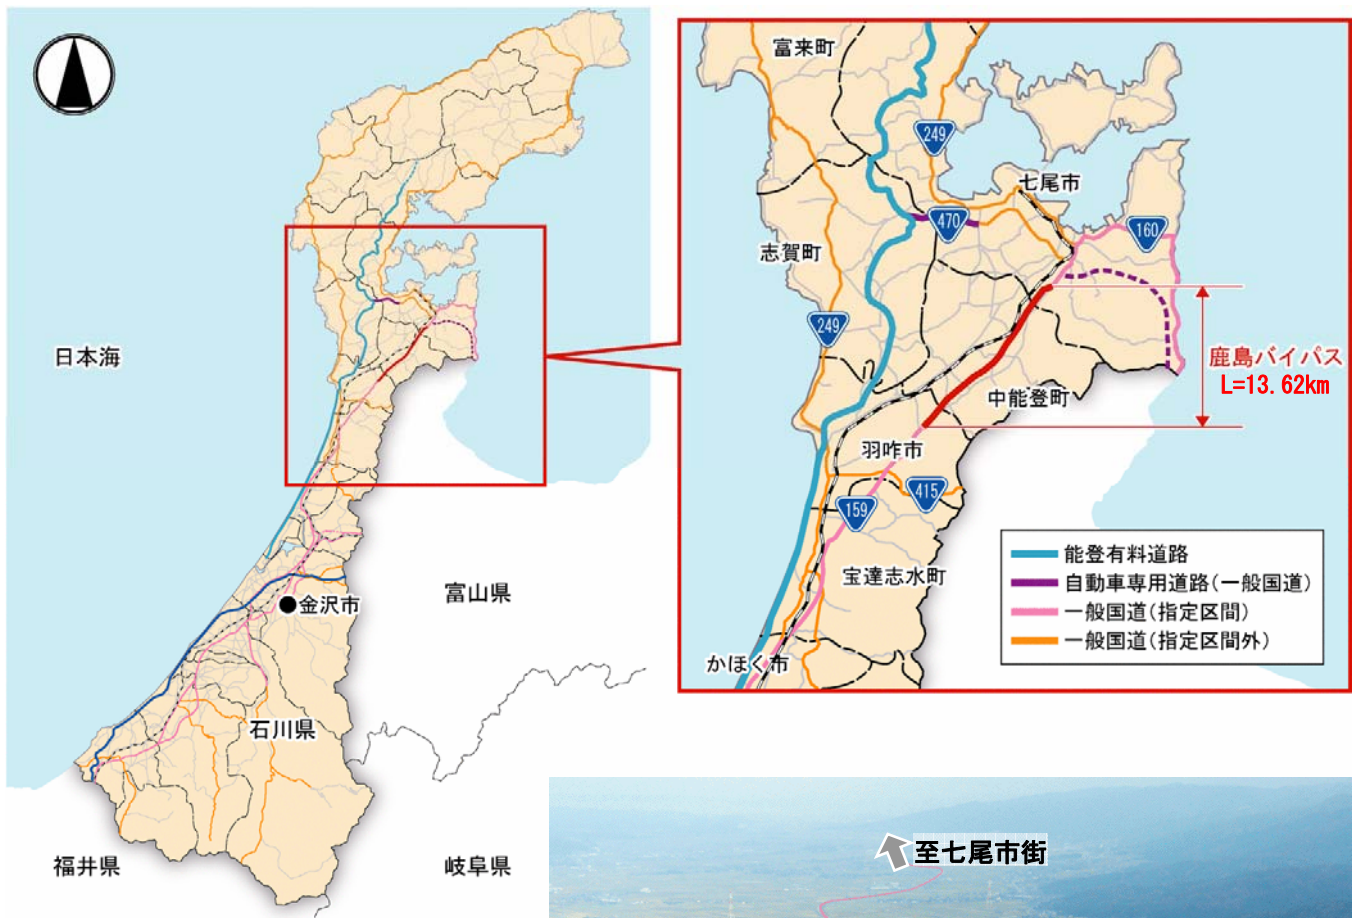 日本海
金沢市
富山県
石川県
福井県
岐阜県
富来町
249
七尾市
470
160
志賀町
249
鹿島バイパス
L=13.62km
中能登町
羽咋市
415
159
宝達志水町
かほく市
能登有料道路
自動車専用道路(一般国道)
一般国道(指定区間)
一般国道(指定区間外)
至七尾市街